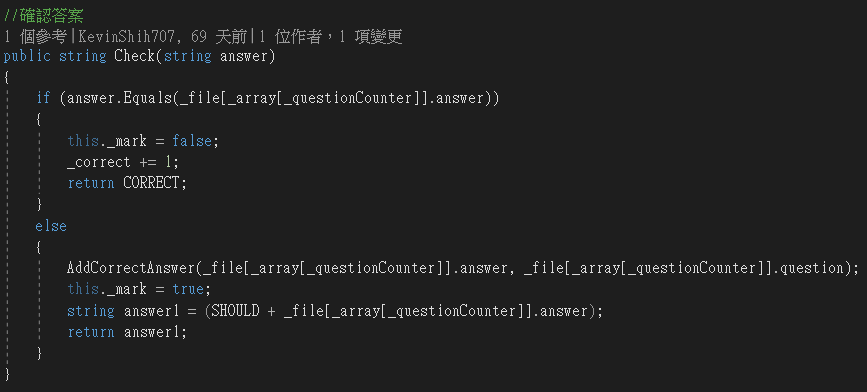 //確認答案
1 個參考|KevinShih707, 69 天前|1 位作者，1 項變更
public string Check(string answer)
{
if (answer.Equals(_file[_array[_questionCounter]].answer))
{
this._mark = false;
_correct += 1;
return CORRECT;
}
else
{
AddCorrectAnswer(_file[_array[_questionCounter]].answer, _file[_array[_questionCounter]].question);
this._mark = true;
string answer1 = (SHOULD + _file[_array[_questionCounter]].answer);
return answer1;
}
}